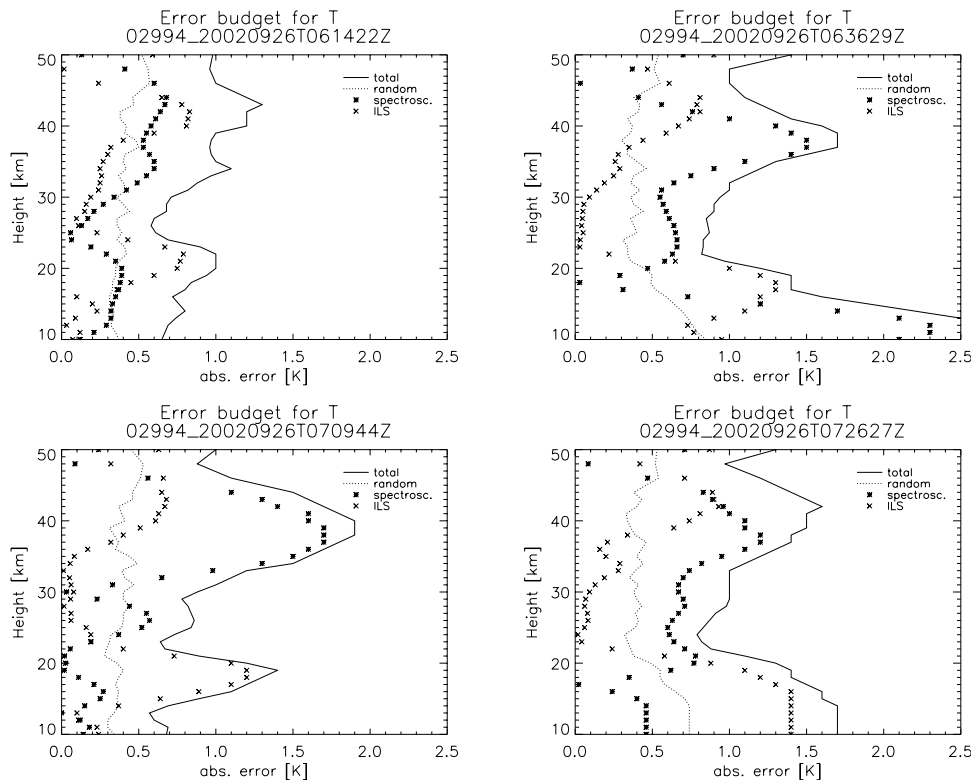 Error budget for T
02994_20020926T061422Z
50
40
30
20
10
Height [km]
total
random
spectrosc.
ILS
0.0 0.5 1.0 1.5 2.0 2.5
abs. error [K]
Error budget for T
02994_20020926T063629Z
50
40
30
20
10
Height [km]
total
random
spectrosc.
ILS
0.0 0.5 1.0 1.5 2.0 2.5
abs. error [K]
Error budget for T
02994_20020926T070944Z
50
40
30
20
10
Height [km]
total
random
spectrosc.
ILS
0.0 0.5 1.0 1.5 2.0 2.5
abs. error [K]
Error budget for T
02994_20020926T072627Z
50
40
30
20
10
Height [km]
total
random
spectrosc.
ILS
0.0 0.5 1.0 1.5 2.0 2.5
abs. error [K]